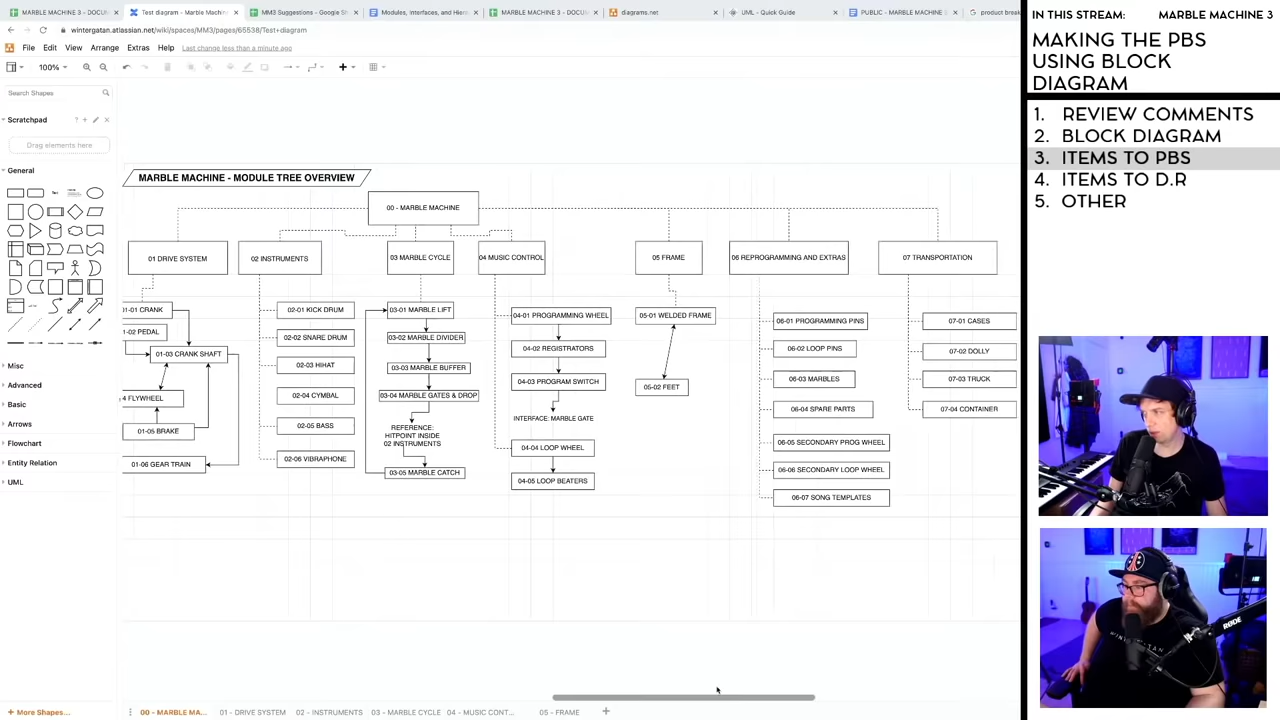 MARBLE MACHINE 3 - DOCU
Test diagram - Marble Machi
MM3 Suggestions - Google Sh
Modules, Interfaces, and Hier
MARBLE MACHINE 3 - DOCU
diagrams.net
UML - Quick Guide
PUBLIC - MARBLE MACHINE
product break
wintergatan.atlassian.net/wiki/spaces/MM3/pages/65538/Test+diagram
File Edit View Arrange Extras Help Last change less than a minute ago
100%
Search Shapes
Scratchpad
Drag elements here
General
Misc
Advanced
Basic
Arrows
Flowchart
Entity Relation
UML
+ More Shapes...
MARBLE MACHINE - MODULE TREE OVERVIEW
00 - MARBLE MACHINE
01 DRIVE SYSTEM
02 INSTRUMENTS
03 MARBLE CYCLE
04 MUSIC CONTROL
05 FRAME
06 REPROGRAMMING AND EXTRAS
07 TRANSPORTATION
01-01 CRANK
1-02 PEDAL
01-03 CRANK SHAFT
4 FLYWHEEL
01-05 BRAKE
01-06 GEAR TRAIN
02-01 KICK DRUM
02-02 SNARE DRUM
02-03 HIHAT
02-04 CYMBAL
02-05 BASS
02-06 VIBRAPHONE
03-01 MARBLE LIFT
03-02 MARBLE DIVIDER
03-03 MARBLE BUFFER
03-04 MARBLE GATES & DROP
REFERENCE:
HITPOINT INSIDE
02 INSTRUMENTS
03-05 MARBLE CATCH
04-01 PROGRAMMING WHEEL
04-02 REGISTRATORS
04-03 PROGRAM SWITCH
INTERFACE: MARBLE GATE
04-04 LOOP WHEEL
04-05 LOOP BEATERS
05-01 WELDED FRAME
05-02 FEET
06-01 PROGRAMMING PINS
06-02 LOOP PINS
06-03 MARBLES
06-04 SPARE PARTS
06-05 SECONDARY PROG WHEEL
06-06 SECONDARY LOOP WHEEL
06-07 SONG TEMPLATES
07-01 CASES
07-02 DOLLY
07-03 TRUCK
07-04 CONTAINER
00 - MARBLE MA... 01 - DRIVE SYSTEM 02 - INSTRUMENTS 03 - MARBLE CYCLE 04 - MUSIC CONT... 05 - FRAME
IN THIS STREAM: MARBLE MACHINE 3
MAKING THE PBS
USING BLOCK
DIAGRAM
1. REVIEW COMMENTS
2. BLOCK DIAGRAM
3. ITEMS TO PBS
4. ITEMS TO D.R
5. OTHER
RØDE